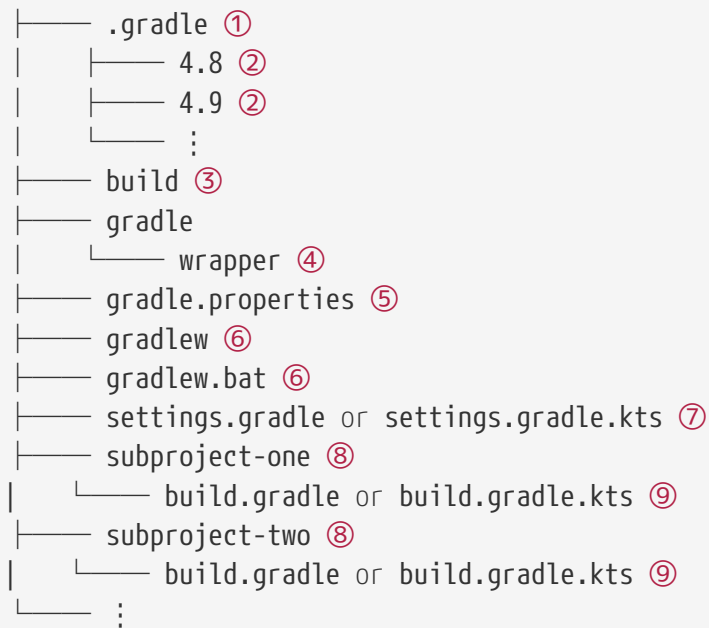 ├── .gradle ①
│   ├── 4.8 ②
│   ├── 4.9 ②
│   └── ⋮
├── build ③
├── gradle
│   └── wrapper ④
├── gradle.properties ⑤
├── gradlew ⑥
├── gradlew.bat ⑥
├── settings.gradle or settings.gradle.kts ⑦
├── subproject-one ⑧
|   └── build.gradle or build.gradle.kts ⑨
├── subproject-two ⑧
|   └── build.gradle or build.gradle.kts ⑨
└── ⋮